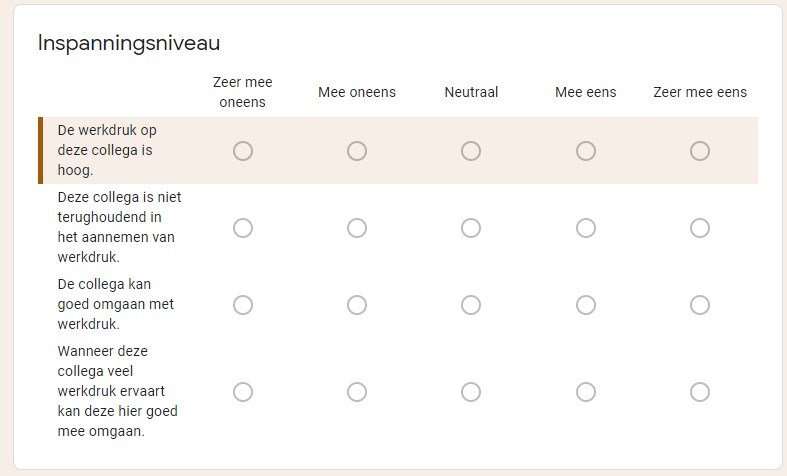 Inspanningsniveau
Zeer mee
oneens
Mee oneens
Neutraal
Mee eens
Zeer mee eens
De werkdruk op
deze collega is
hoog.
Deze collega is niet
terughoudend in
het aannemen van
werkdruk.
De collega kan
goed omgaan met
werkdruk.
Wanneer deze
collega veel
werkdruk ervaart
kan deze hier goed
mee omgaan.